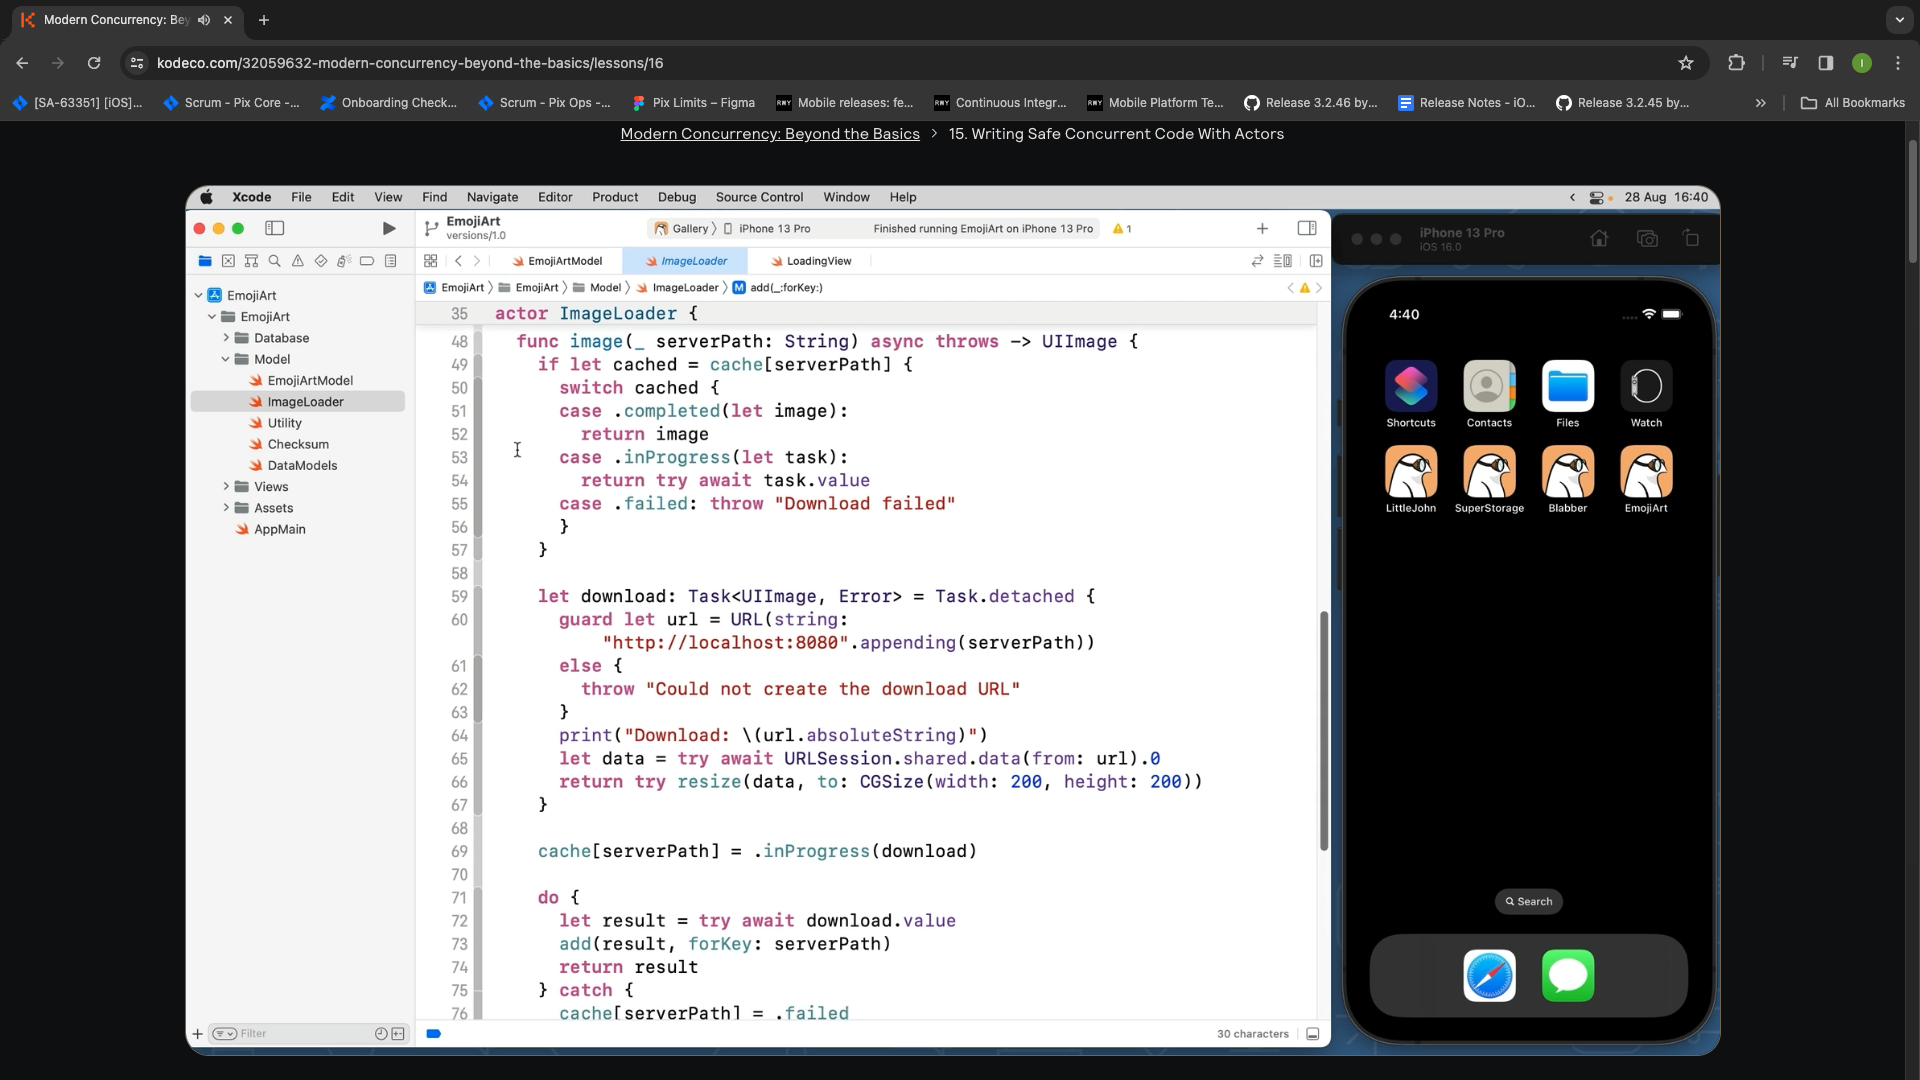 Modern Concurrency: Bey
kodeco.com/32059632-modern-concurrency-beyond-the-basics/lessons/16
I
[SA-63351] [iOS]...
Scrum - Pix Core -...
Onboarding Check...
Scrum - Pix Ops -...
Pix Limits – Figma
Mobile releases: fe...
Continuous Integr...
Mobile Platform Te...
Release 3.2.46 by...
Release Notes - iO...
Release 3.2.45 by...
All Bookmarks
Modern Concurrency: Beyond the Basics > 15. Writing Safe Concurrent Code With Actors
Xcode File Edit View Find Navigate Editor Product Debug Source Control Window Help 28 Aug 16:40
EmojiArt
versions/1.0
Gallery iPhone 13 Pro Finished running EmojiArt on iPhone 13 Pro 1
EmojiArtModel ImageLoader LoadingView
EmojiArt EmojiArt Model ImageLoader M add(_:forKey:)
EmojiArt
EmojiArt
Database
Model
EmojiArtModel
ImageLoader
Utility
Checksum
DataModels
Views
Assets
AppMain
Filter
35 actor ImageLoader {
48 func image(_ serverPath: String) async throws -> UIImage {
49 if let cached = cache[serverPath] {
50 switch cached {
51 case .completed(let image):
52 return image
53 case .inProgress(let task):
54 return try await task.value
55 case .failed: throw "Download failed"
56 }
57 }
58
59 let download: Task<UIImage, Error> = Task.detached {
60 guard let url = URL(string:
"http://localhost:8080".appending(serverPath))
61 else {
62 throw "Could not create the download URL"
63 }
64 print("Download: \(url.absoluteString)")
65 let data = try await URLSession.shared.data(from: url).0
66 return try resize(data, to: CGSize(width: 200, height: 200))
67 }
68
69 cache[serverPath] = .inProgress(download)
70
71 do {
72 let result = try await download.value
73 add(result, forKey: serverPath)
74 return result
75 } catch {
76 cache[serverPath] = .failed
30 characters
iPhone 13 Pro
iOS 16.0
4:40
Shortcuts Contacts Files Watch
LittleJohn SuperStorage Blabber EmojiArt
Search